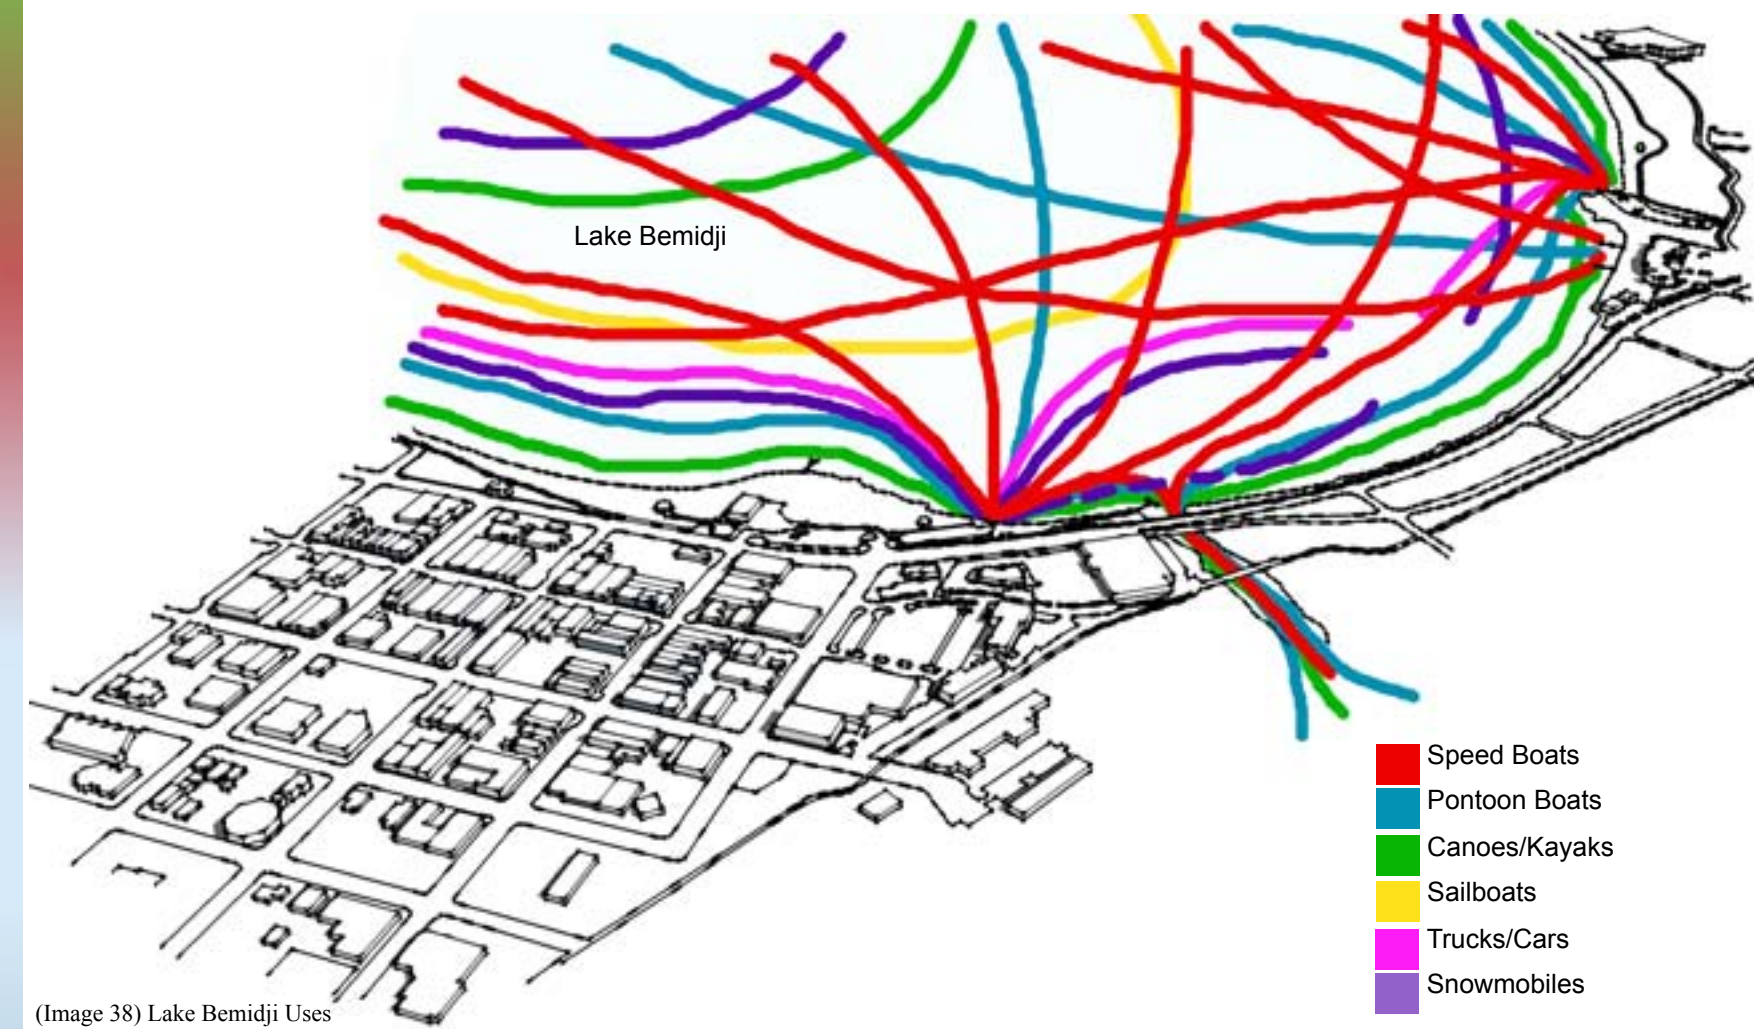 Lake Bemidji
Speed Boats
Pontoon Boats
Canoes/Kayaks
Sailboats
Trucks/Cars
Snowmobiles
(Image 38) Lake Bemidji Uses